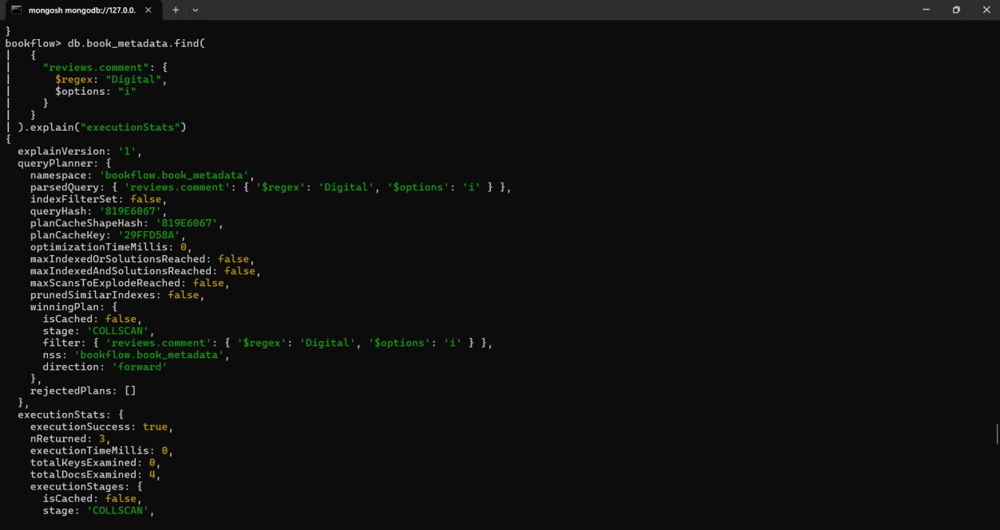 mongosh mongodb://127.0.0.
}
bookflow> db.book_metadata.find(
|   {
|     "reviews.comment": {
|       $regex: "Digital",
|       $options: "i"
|     }
|   }
| ).explain("executionStats")
{
  explainVersion: '1',
  queryPlanner: {
    namespace: 'bookflow.book_metadata',
    parsedQuery: { 'reviews.comment': { '$regex': 'Digital', '$options': 'i' } },
    indexFilterSet: false,
    queryHash: '819E6067',
    planCacheShapeHash: '819E6067',
    planCacheKey: '29FFD58A',
    optimizationTimeMillis: 0,
    maxIndexedOrSolutionsReached: false,
    maxIndexedAndSolutionsReached: false,
    maxScansToExplodeReached: false,
    prunedSimilarIndexes: false,
    winningPlan: {
      isCached: false,
      stage: 'COLLSCAN',
      filter: { 'reviews.comment': { '$regex': 'Digital', '$options': 'i' } },
      nss: 'bookflow.book_metadata',
      direction: 'forward'
    },
    rejectedPlans: []
  },
  executionStats: {
    executionSuccess: true,
    nReturned: 3,
    executionTimeMillis: 0,
    totalKeysExamined: 0,
    totalDocsExamined: 4,
    executionStages: {
      isCached: false,
      stage: 'COLLSCAN',